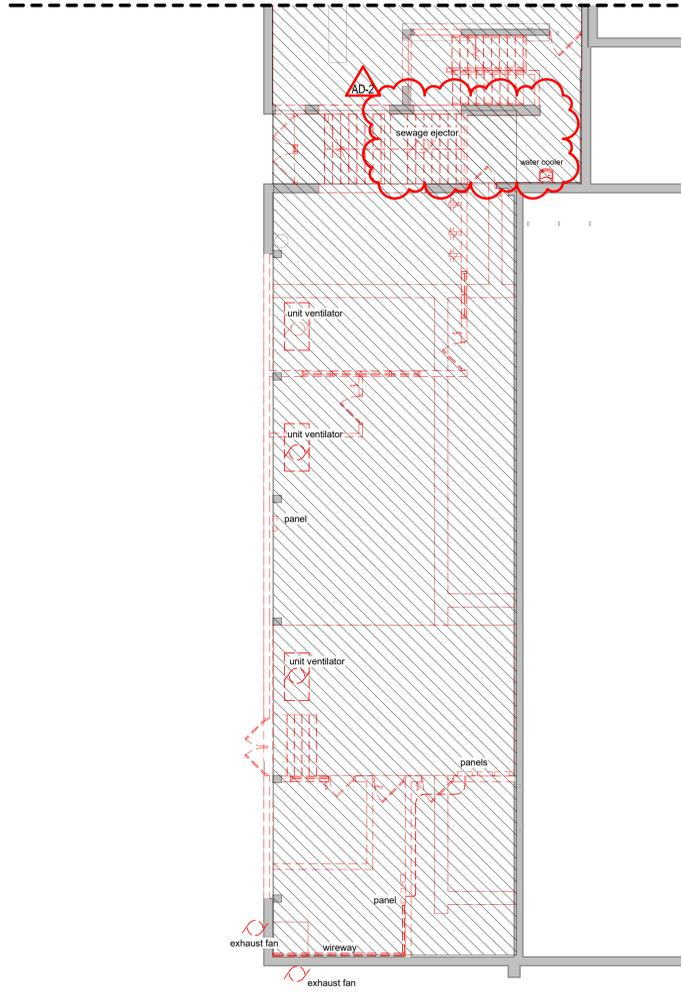 AD-2
sewage ejector
water cooler
unit ventilator
unit ventilator
panel
unit ventilator
panels
panel
exhaust fan
wireway
exhaust fan